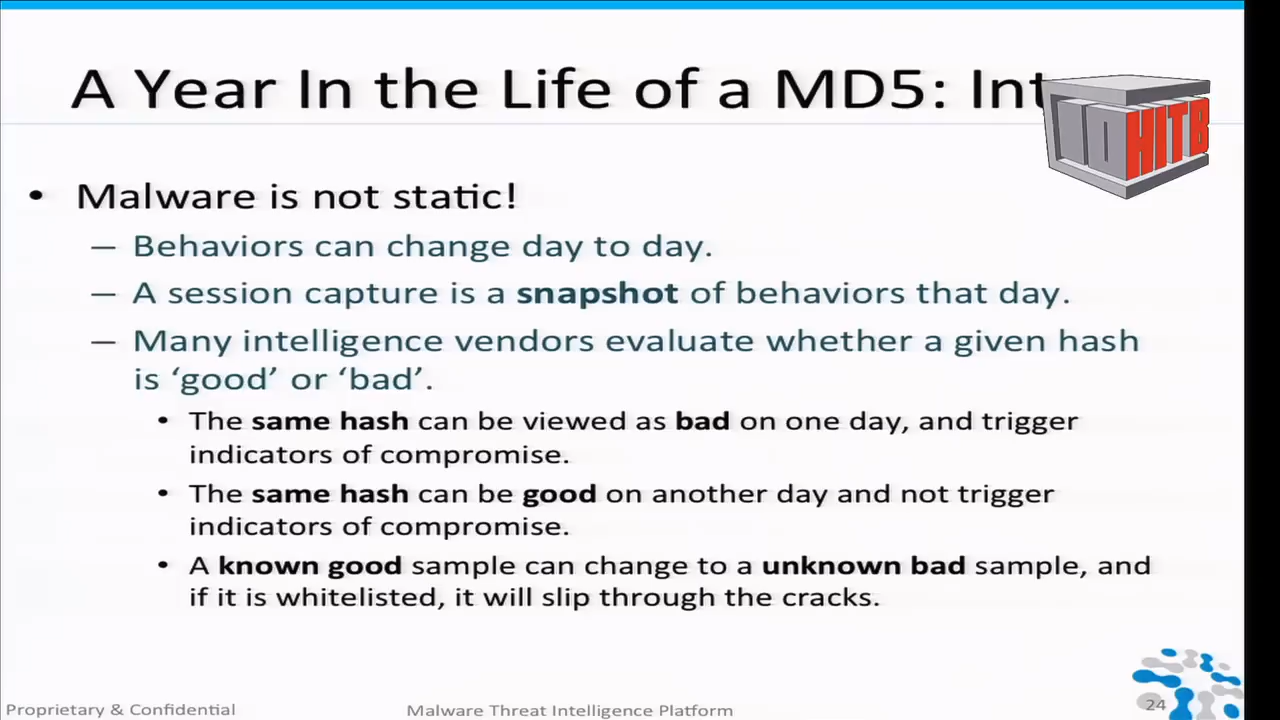 A Year In the Life of a MD5: Int
HITB
• Malware is not static!
– Behaviors can change day to day.
– A session capture is a snapshot of behaviors that day.
– Many intelligence vendors evaluate whether a given hash
is ‘good’ or ‘bad’.
• The same hash can be viewed as bad on one day, and trigger
indicators of compromise.
• The same hash can be good on another day and not trigger
indicators of compromise.
• A known good sample can change to a unknown bad sample, and
if it is whitelisted, it will slip through the cracks.
Proprietary & Confidential
Malware Threat Intelligence Platform
24